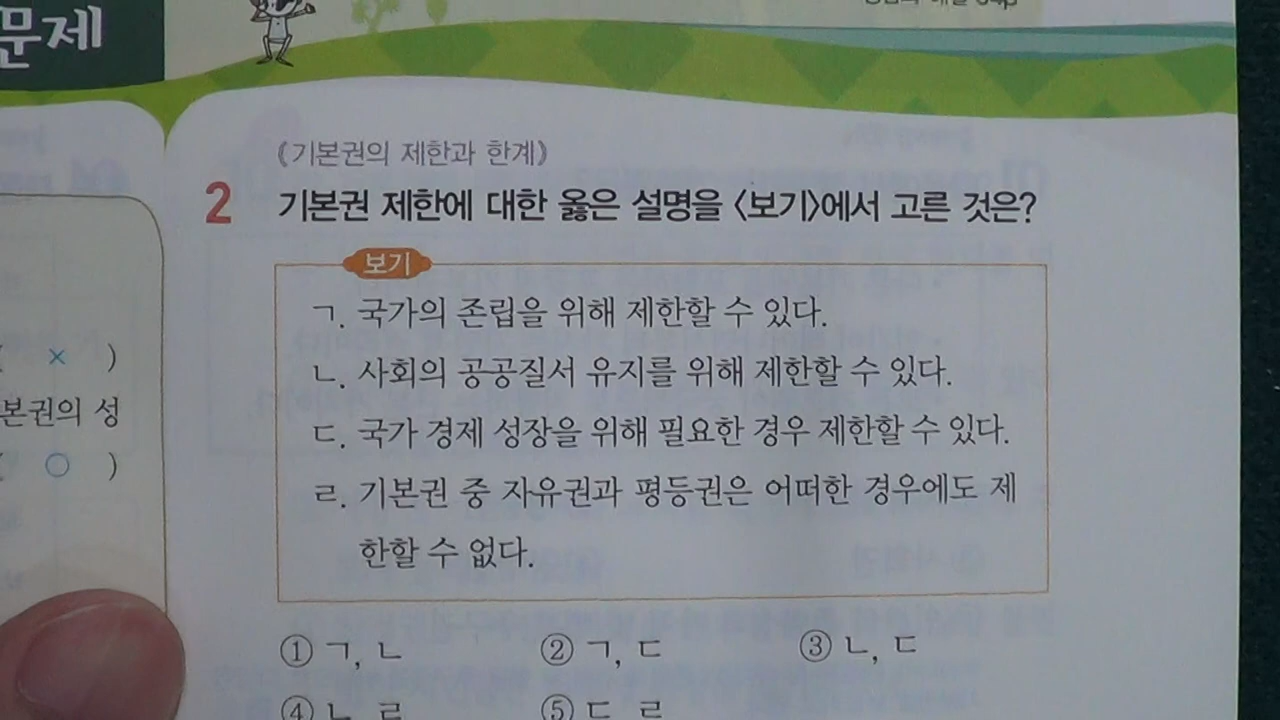 문제
《기본권의 제한과 한계》
2 기본권 제한에 대한 옳은 설명을 〈보기〉에서 고른 것은?
보기
ㄱ. 국가의 존립을 위해 제한할 수 있다.
ㄴ. 사회의 공공질서 유지를 위해 제한할 수 있다.
( × )
ㄷ. 국가 경제 성장을 위해 필요한 경우 제한할 수 있다.
본권의 성
( ○ )
ㄹ. 기본권 중 자유권과 평등권은 어떠한 경우에도 제
한할 수 없다.
① ㄱ, ㄴ ② ㄱ, ㄷ ③ ㄴ, ㄷ
④ ㄴ, ㄹ ⑤ ㄷ, ㄹ